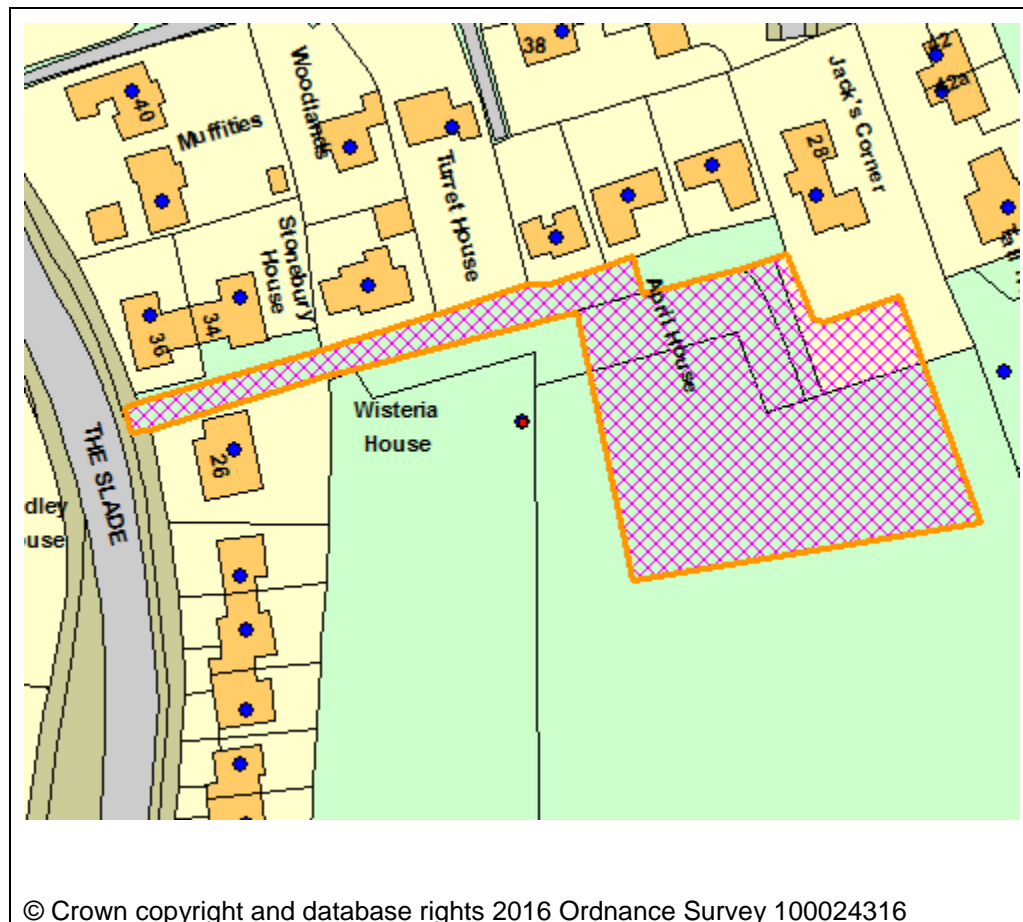 38
42
42a
40
Muffities
Woodlands
Turret House
Jack's Corner
28
Stonebury
House
April House
34
36
Wisteria
House
26
THE SLADE
dley
ouse
© Crown copyright and database rights 2016 Ordnance Survey 100024316